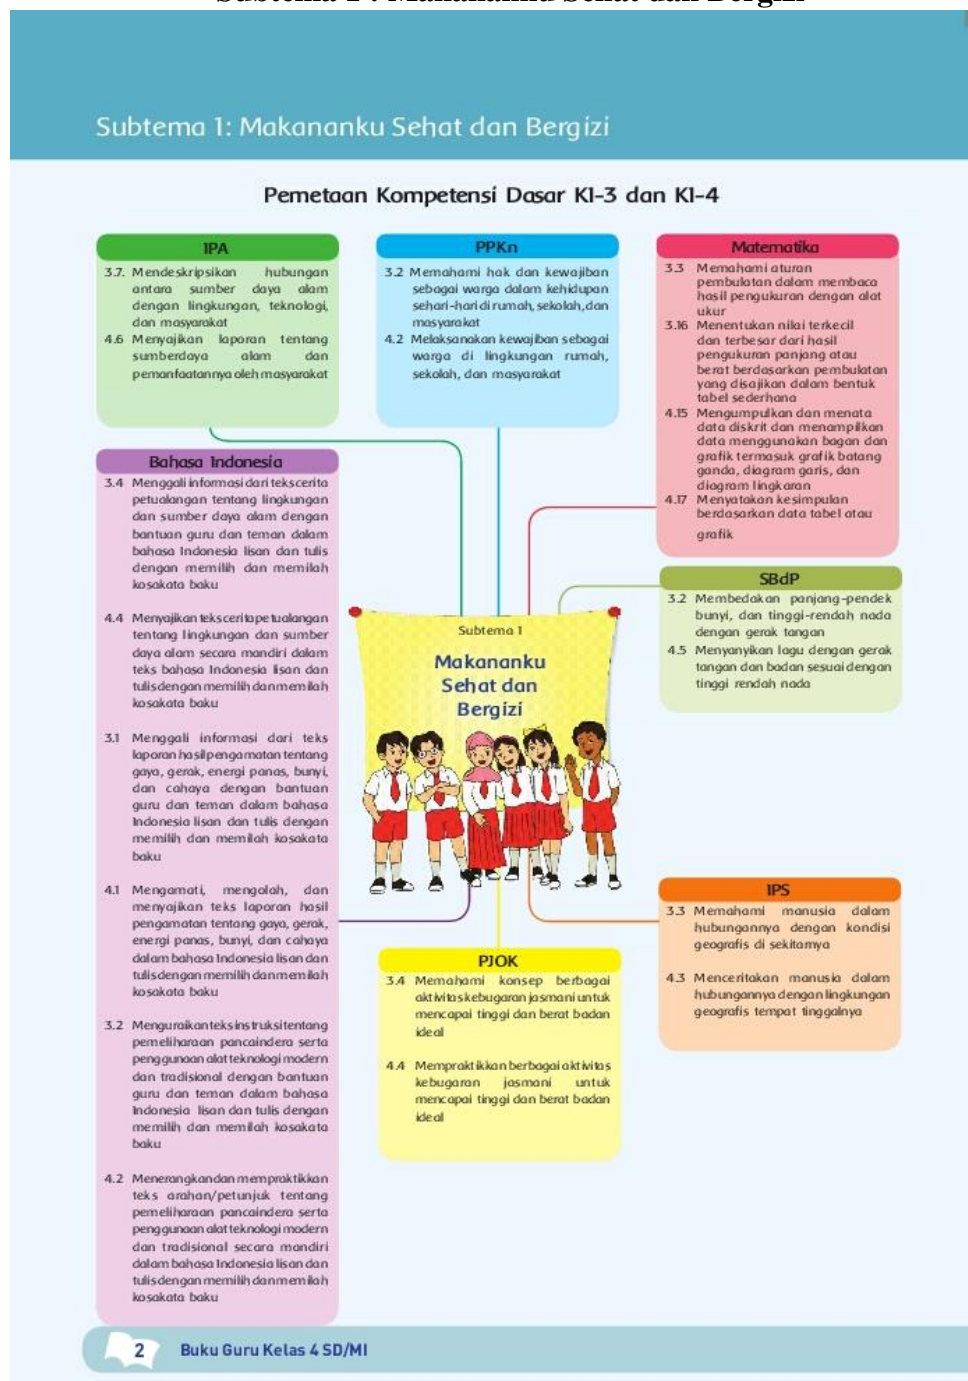 Subtema 1 : Makananku Sehat dan Bergizi
Subtema 1: Makananku Sehat dan Bergizi
Pemetaan Kompetensi Dasar KI-3 dan KI-4
IPA
3.7. Mendeskripsikan hubungan
antara sumber daya alam
dengan lingkungan, teknologi,
dan masyarakat
4.6 Menyajikan laporan tentang
sumberdaya alam dan
pemanfaatannya oleh masyarakat
PPKn
3.2 Memahami hak dan kewajiban
sebagai warga dalam kehidupan
sehari-hari di rumah, sekolah, dan
masyarakat
4.2 Melaksanakan kewajiban sebagai
warga di lingkungan rumah,
sekolah, dan masyarakat
Matematika
3.3 Memahami aturan
pembulatan dalam membaca
hasil pengukuran dengan alat
ukur
3.16 Menentukan nilai terkecil
dan terbesar dari hasil
pengukuran panjang atau
berat berdasarkan pembulatan
yang disajikan dalam bentuk
tabel sederhana
4.15 Mengumpulkan dan menata
data diskrit dan menampilkan
data menggunakan bagan dan
grafik termasuk grafik batang
ganda, diagram garis, dan
diagram lingkaran
4.17 Menyatakan kesimpulan
berdasarkan data tabel atau
grafik
Bahasa Indonesia
3.4 Menggali informasi dari teks cerita
petualangan tentang lingkungan
dan sumber daya alam dengan
bantuan guru dan teman dalam
bahasa Indonesia lisan dan tulis
dengan memilih dan memilah
kosakata baku
4.4 Menyajikan teks cerita petualangan
tentang lingkungan dan sumber
daya alam secara mandiri dalam
teks bahasa Indonesia lisan dan
tulis dengan memilih dan memilah
kosakata baku
3.1 Menggali informasi dari teks
laporan hasil pengamatan tentang
gaya, gerak, energi panas, bunyi,
dan cahaya dengan bantuan
guru dan teman dalam bahasa
Indonesia lisan dan tulis dengan
memilih dan memilah kosakata
baku
4.1 Mengamati, mengolah, dan
menyajikan teks laporan hasil
pengamatan tentang gaya, gerak,
energi panas, bunyi, dan cahaya
dalam bahasa Indonesia lisan dan
tulis dengan memilih dan memilah
kosakata baku
3.2 Menguraikan teks instruksi tentang
pemeliharaan pancaindera serta
penggunaan alat teknologi modern
dan tradisional dengan bantuan
guru dan teman dalam bahasa
Indonesia lisan dan tulis dengan
memilih dan memilah kosakata
baku
4.2 Menerangkan dan mempraktikkan
teks arahan/petunjuk tentang
pemeliharaan pancaindera serta
penggunaan alat teknologi modern
dan tradisional secara mandiri
dalam bahasa Indonesia lisan dan
tulis dengan memilih dan memilah
kosakata baku
Subtema 1
Makananku
Sehat dan
Bergizi
SBdP
3.2 Membedakan panjang-pendek
bunyi, dan tinggi-rendah nada
dengan gerak tangan
4.5 Menyanyikan lagu dengan gerak
tangan dan badan sesuai dengan
tinggi rendah nada
IPS
3.3 Memahami manusia dalam
hubungannya dengan kondisi
geografis di sekitarnya
4.3 Menceritakan manusia dalam
hubungannya dengan lingkungan
geografis tempat tinggalnya
PJOK
3.4 Memahami konsep berbagai
aktivitas kebugaran jasmani untuk
mencapai tinggi dan berat badan
ideal
4.4 Mempraktikkan berbagai aktivitas
kebugaran jasmani untuk
mencapai tinggi dan berat badan
ideal
2 Buku Guru Kelas 4 SD/MI